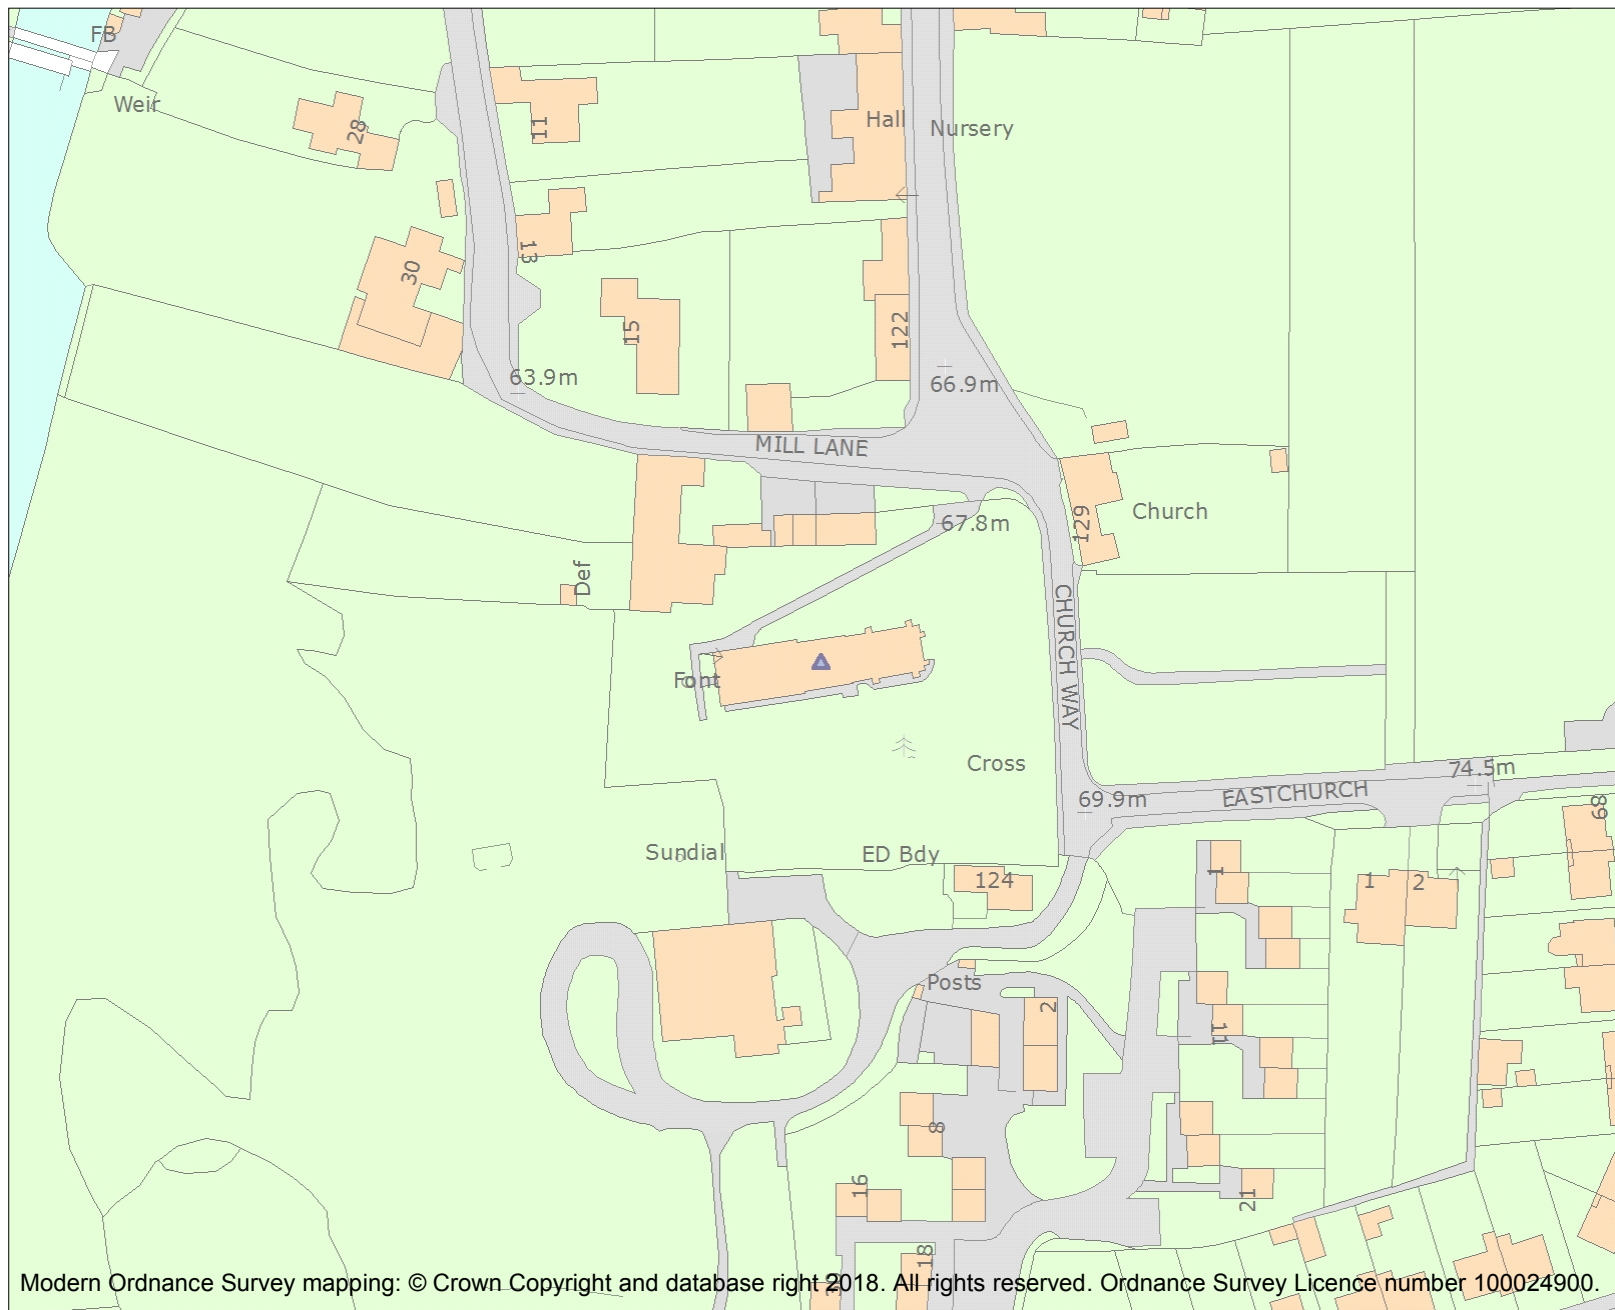 FB
Weir
28
11
Hall
Nursery
13
30
15
122
63.9m
66.9m
MILL LANE
129
Church
67.8m
Def
CHURCH WAY
Font
Cross
74.5m
69.9m
EASTCHURCH
68
Sundial
ED Bdy
124
1
1
2
Posts
2
11
8
16
21
18
Modern Ordnance Survey mapping: © Crown Copyright and database right 2018. All rights reserved. Ordnance Survey Licence number 100024900.